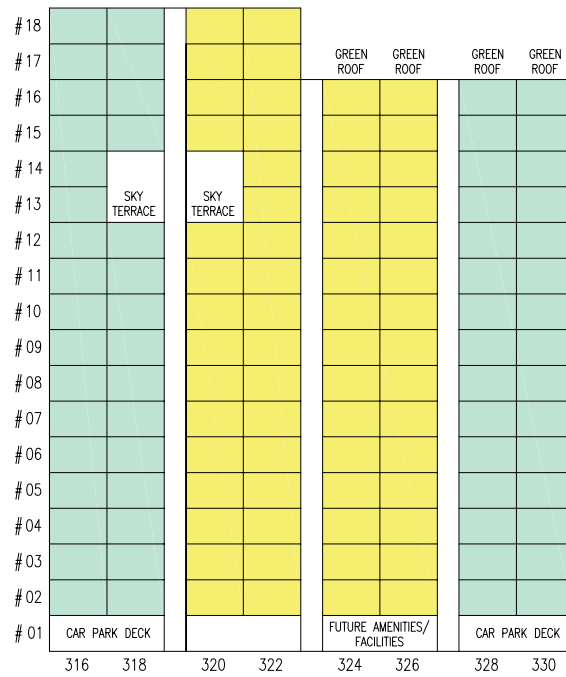 #18
#17
GREEN ROOF
GREEN ROOF
GREEN ROOF
GREEN ROOF
#16
#15
#14
#13
SKY TERRACE
SKY TERRACE
#12
#11
#10
#09
#08
#07
#06
#05
#04
#03
#02
#01
CAR PARK DECK
FUTURE AMENITIES/
FACILITIES
CAR PARK DECK
316 318 320 322 324 326 328 330